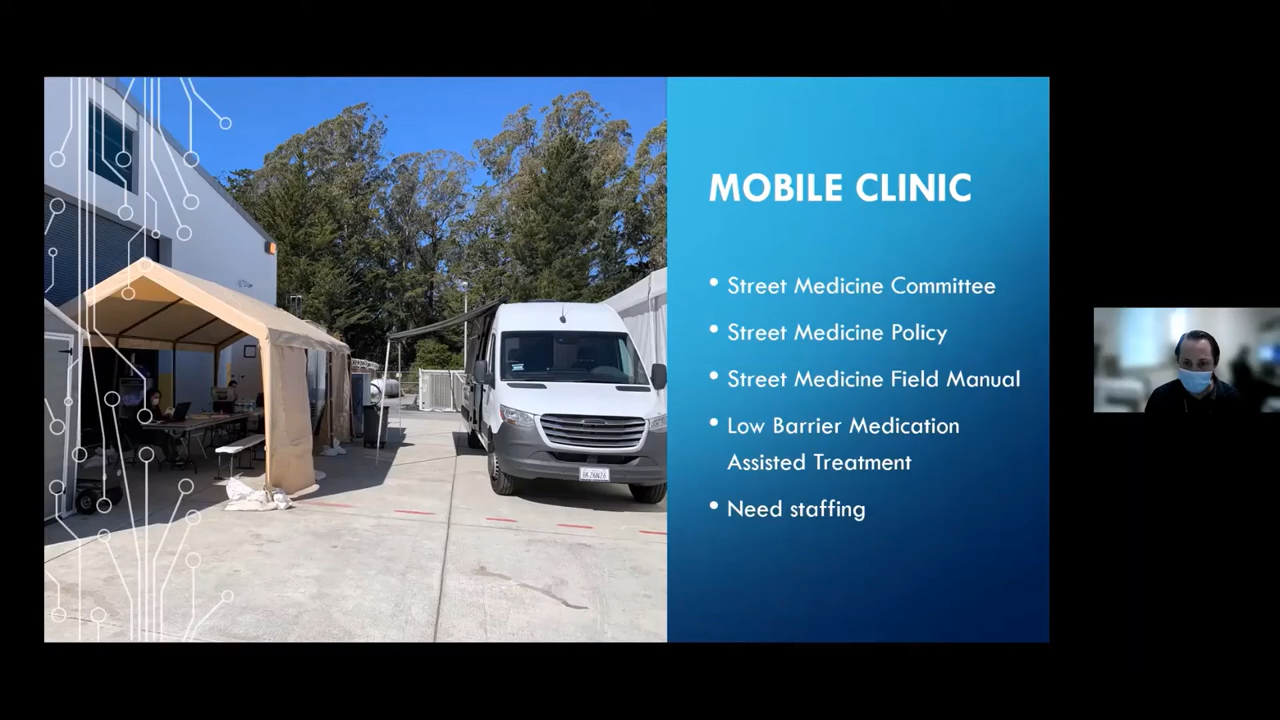 MOBILE CLINIC
• Street Medicine Committee
• Street Medicine Policy
• Street Medicine Field Manual
• Low Barrier Medication
Assisted Treatment
• Need staffing